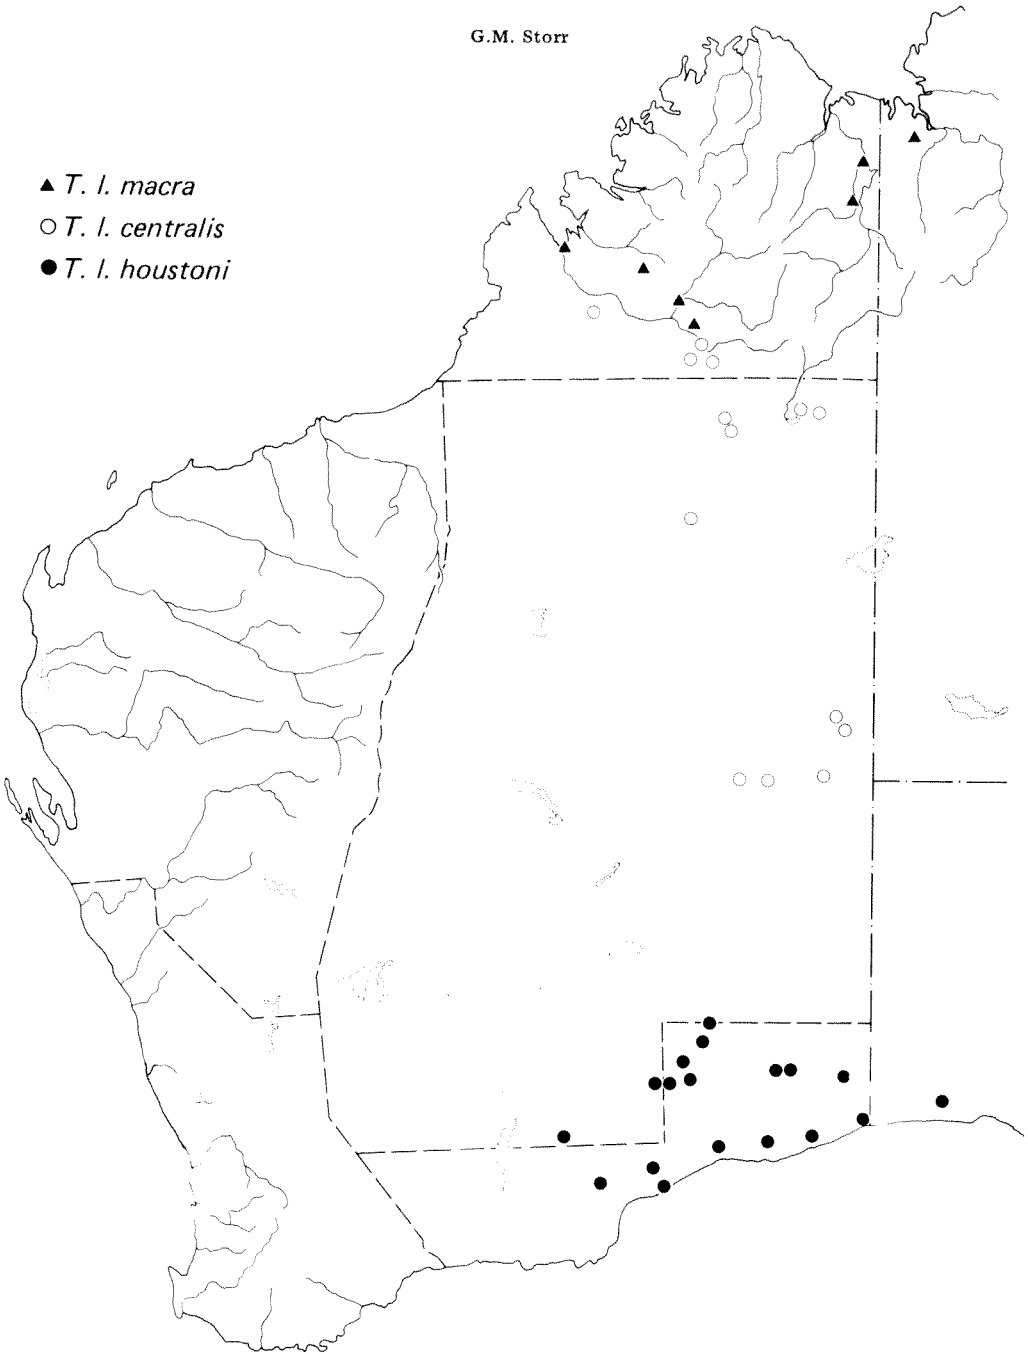 G.M. Storr
▲ T. l. macra
○ T. l. centralis
● T. l. houstoni